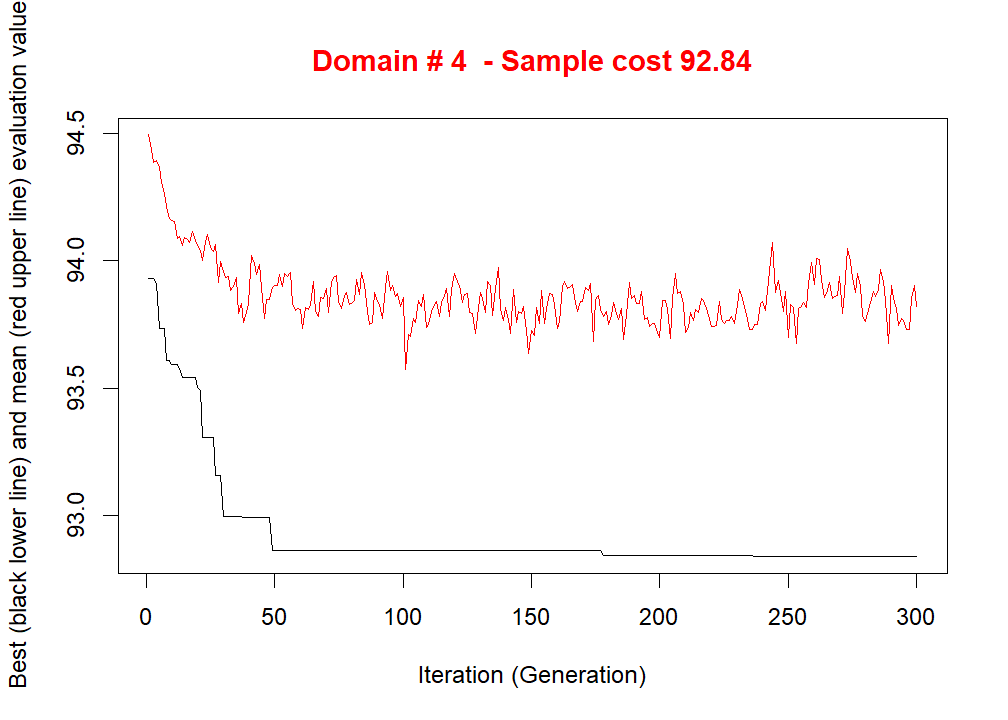 Domain # 4  - Sample cost 92.84
Best (black lower line) and mean (red upper line) evaluation value
94.5
94.0
93.5
93.0
0 50 100 150 200 250 300
Iteration (Generation)